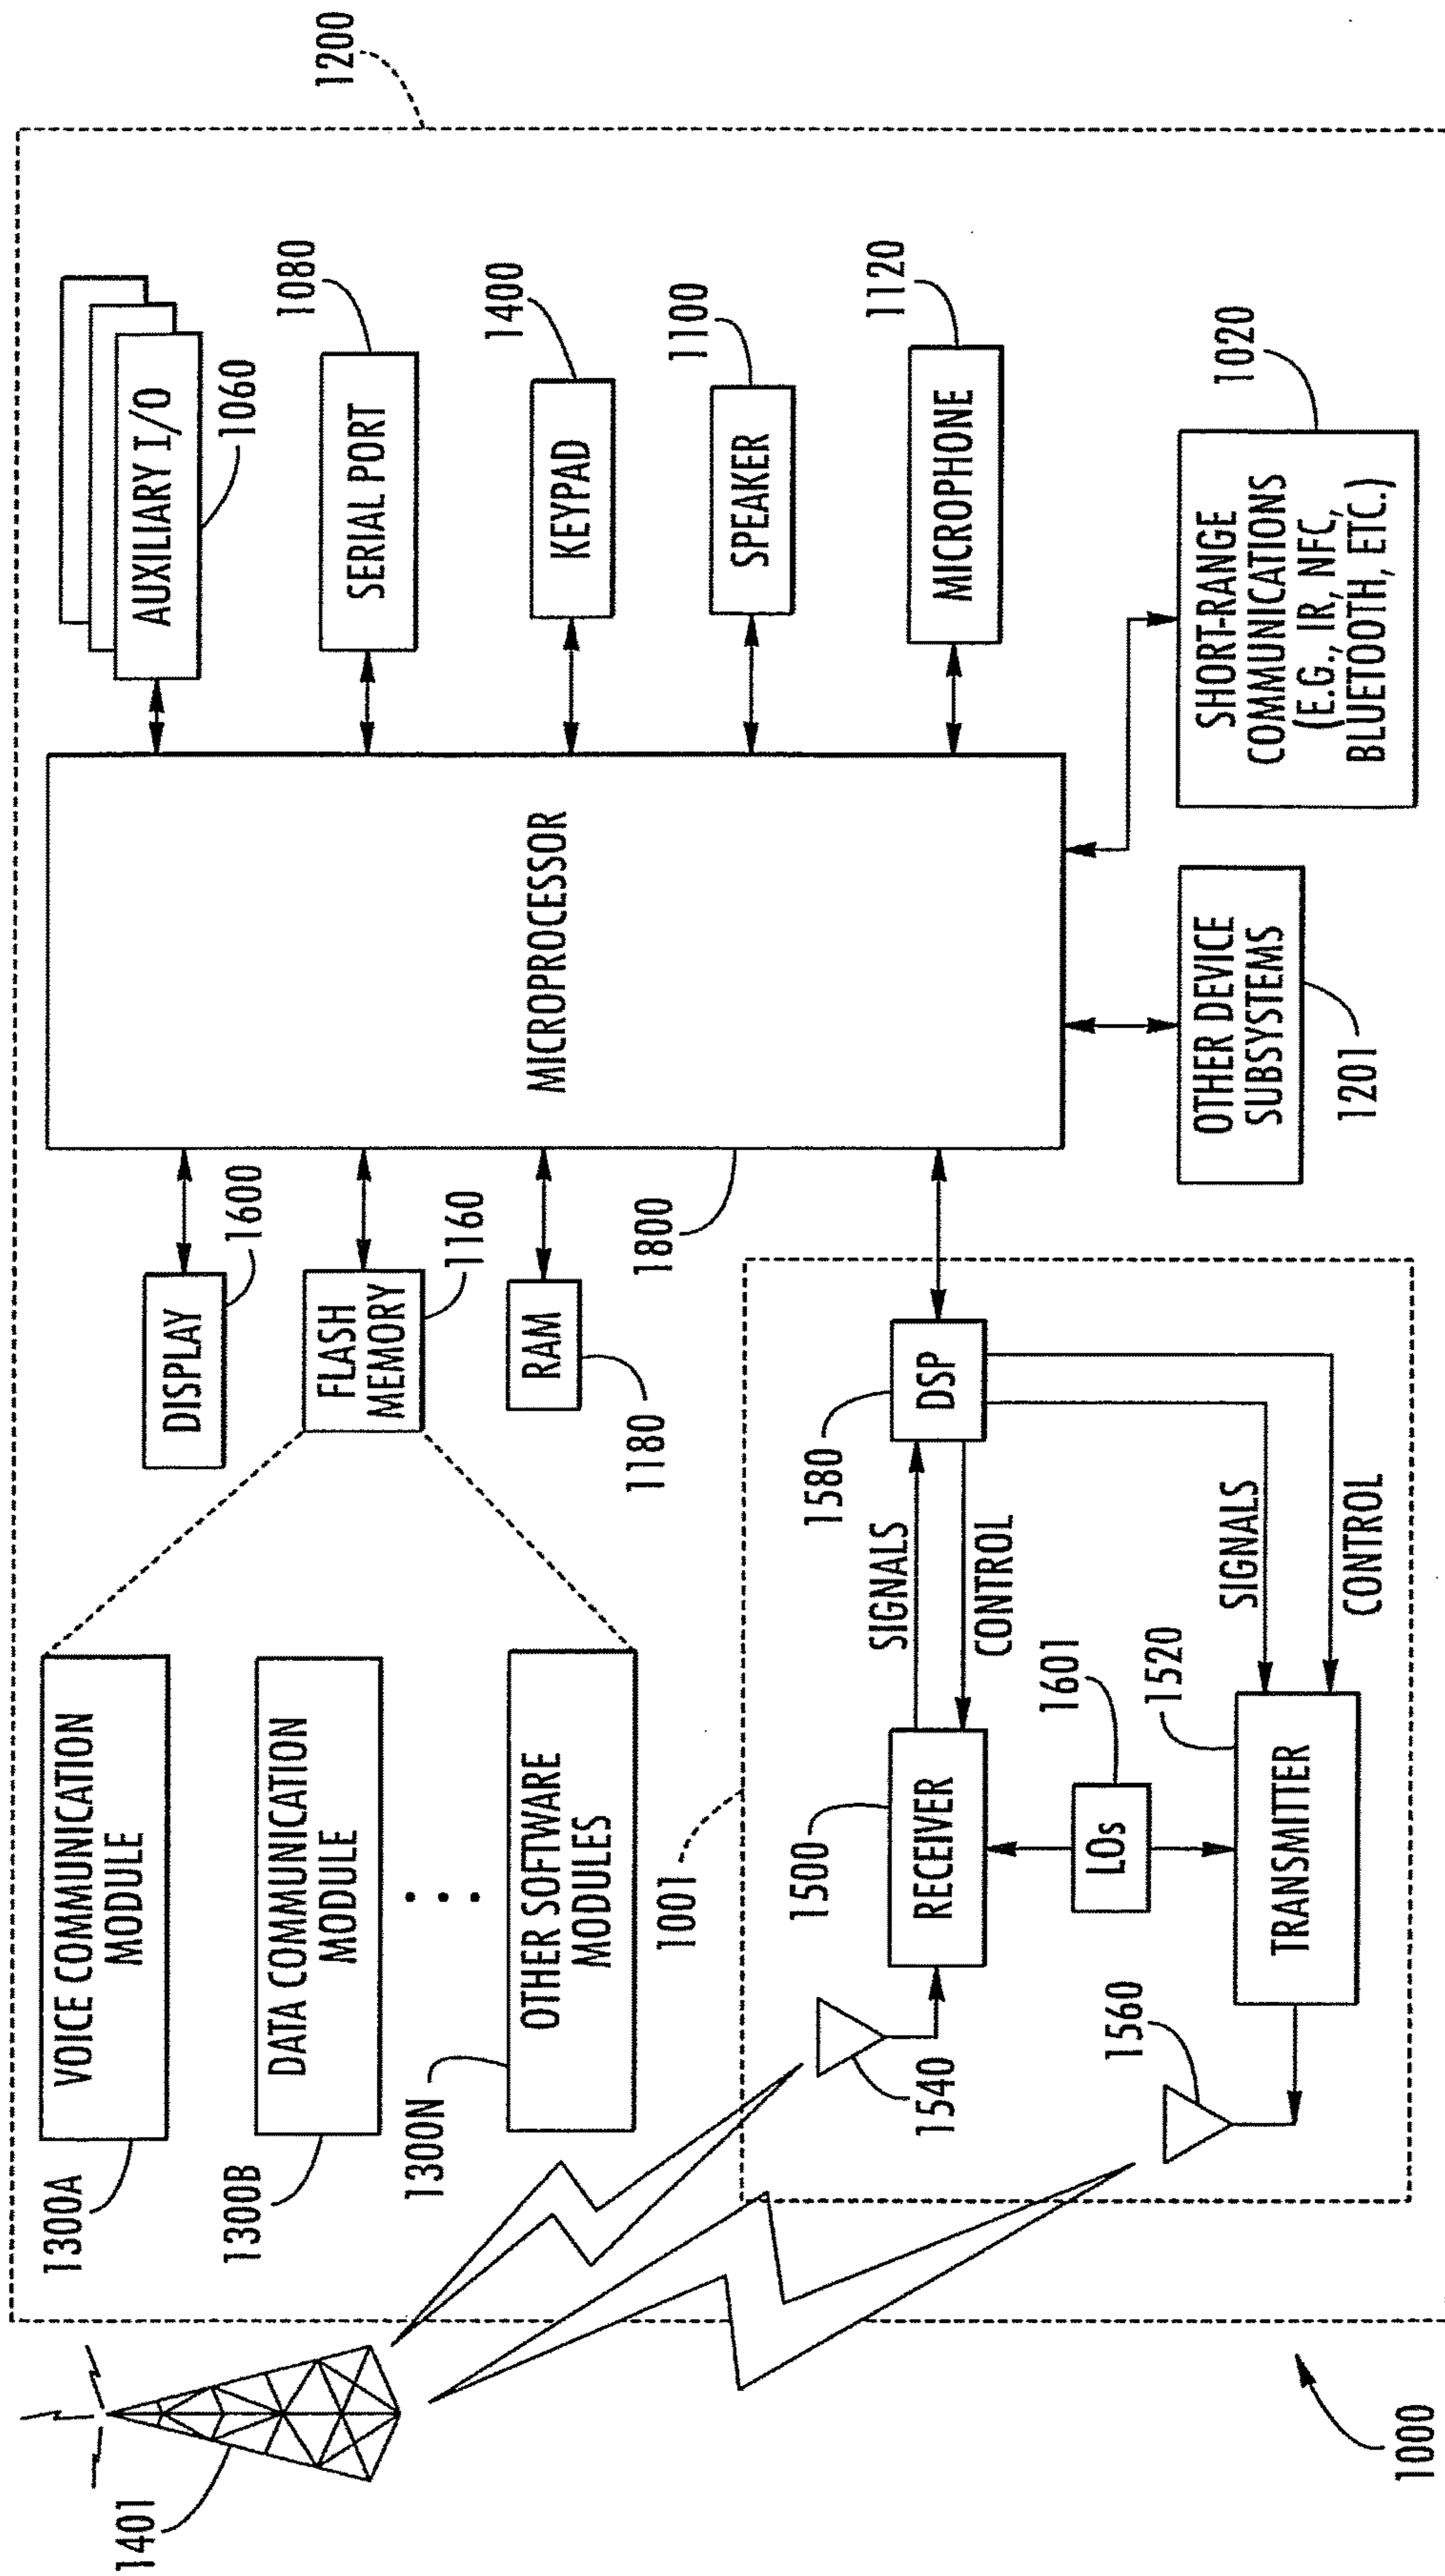 1200
AUXILIARY I/O
1060
SERIAL PORT
1080
KEYPAD
1400
SPEAKER
1100
MICROPHONE
1120
SHORT-RANGE
COMMUNICATIONS
(E.G., IR, NFC,
BLUETOOTH, ETC.)
1020
MICROPROCESSOR
1800
OTHER DEVICE
SUBSYSTEMS
1201
DISPLAY
1600
FLASH
MEMORY
1160
RAM
1180
VOICE COMMUNICATION
MODULE
1300A
DATA COMMUNICATION
MODULE
1300B
OTHER SOFTWARE
MODULES
1300N
1001
DSP
1580
SIGNALS
CONTROL
SIGNALS
CONTROL
RECEIVER
1500
LOs
1601
TRANSMITTER
1520
1540
1560
1401
1000